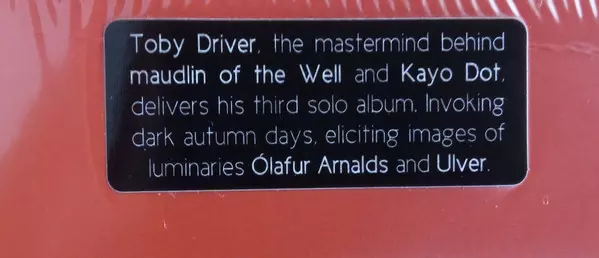 Toby Driver, the mastermind behind
maudlin of the Well and Kayo Dot,
delivers his third solo album. Invoking
dark autumn days, eliciting images of
luminaries Ólafur Arnalds and Ulver.